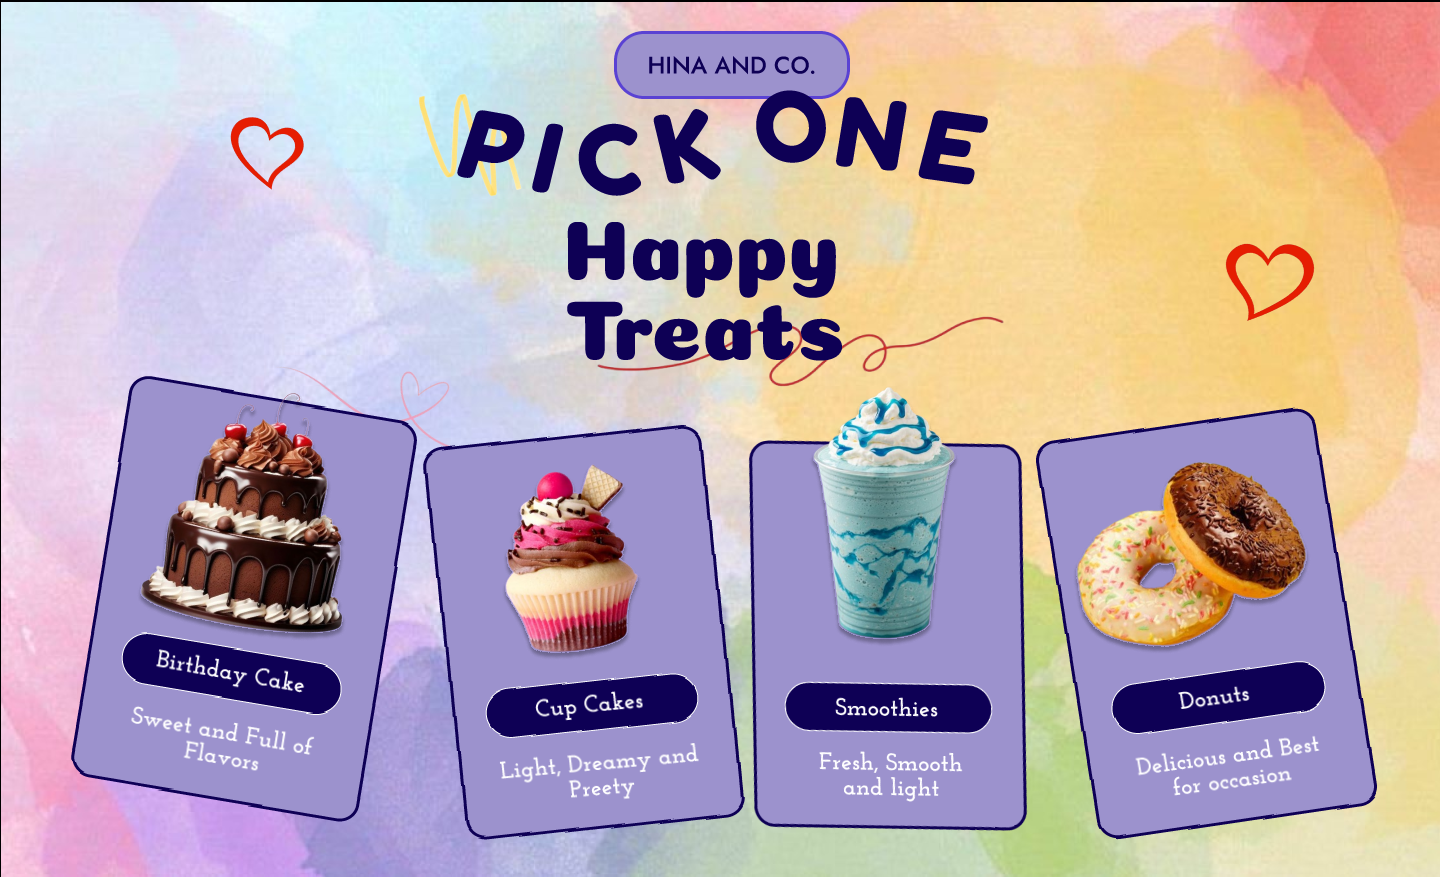 HINA AND CO.
PICK ONE
Happy
Treats
Birthday Cake
Sweet and Full of
Flavors
Cup Cakes
Light, Dreamy and
Preety
Smoothies
Fresh, Smooth
and light
Donuts
Delicious and Best
for occasion